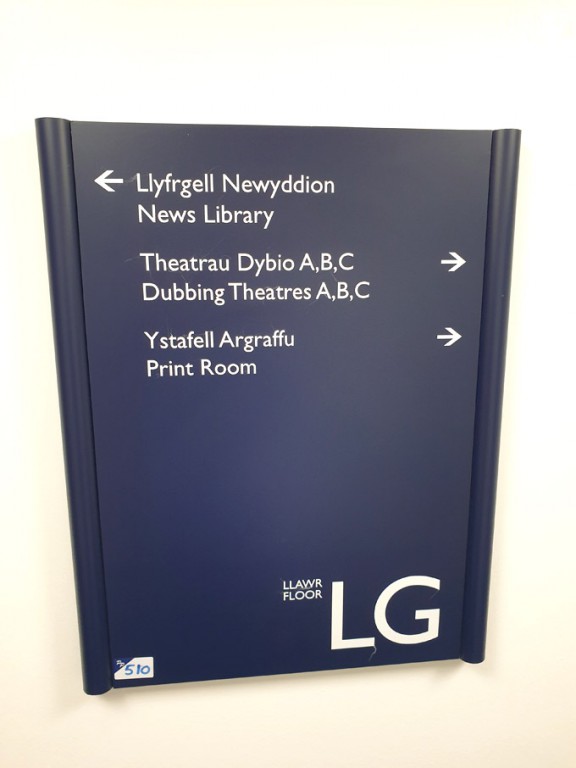 ← Llyfrgell Newyddion
News Library
Theatrau Dybio A,B,C →
Dubbing Theatres A,B,C
Ystafell Argraffu →
Print Room
LLAWR
FLOOR
LG
510